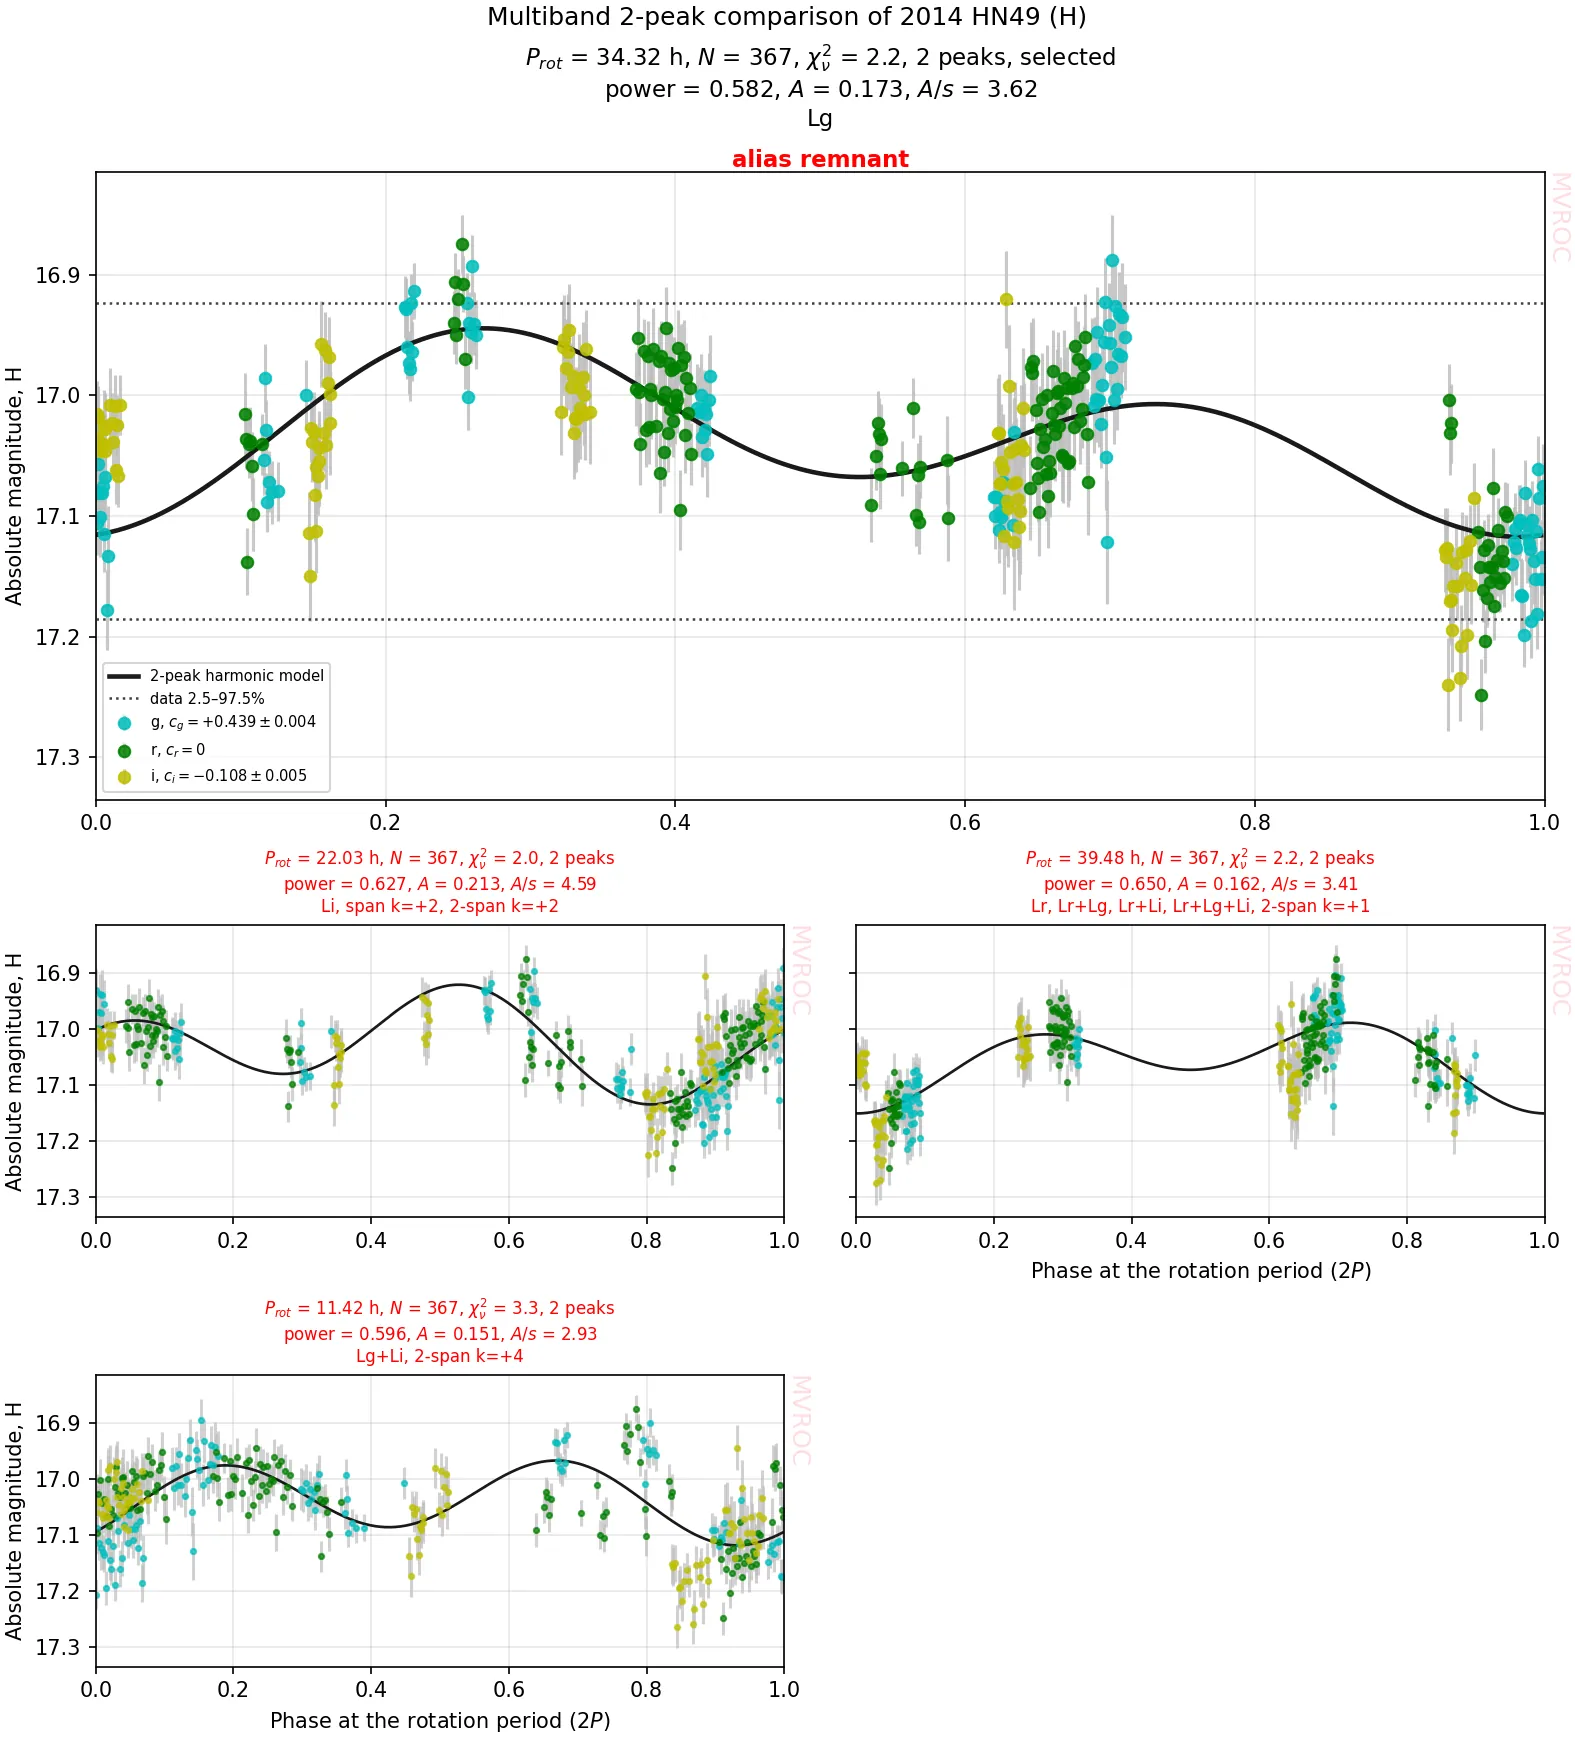 Multiband 2-peak comparison of 2014 HN49 (H)
P_rot = 34.32 h, N = 367, χ²_ν = 2.2, 2 peaks, selected
power = 0.582, A = 0.173, A/s = 3.62
Lg
alias remnant
MVROC
Absolute magnitude, H
16.9
17.0
17.1
17.2
17.3
2-peak harmonic model
data 2.5–97.5%
g, c_g = +0.439 ± 0.004
r, c_r = 0
i, c_i = −0.108 ± 0.005
0.0 0.2 0.4 0.6 0.8 1.0
P_rot = 22.03 h, N = 367, χ²_ν = 2.0, 2 peaks
power = 0.627, A = 0.213, A/s = 4.59
Li, span k=+2, 2-span k=+2
MVROC
Absolute magnitude, H
16.9
17.0
17.1
17.2
17.3
0.0 0.2 0.4 0.6 0.8 1.0
P_rot = 39.48 h, N = 367, χ²_ν = 2.2, 2 peaks
power = 0.650, A = 0.162, A/s = 3.41
Lr, Lr+Lg, Lr+Li, Lr+Lg+Li, 2-span k=+1
MVROC
0.0 0.2 0.4 0.6 0.8 1.0
Phase at the rotation period (2P)
P_rot = 11.42 h, N = 367, χ²_ν = 3.3, 2 peaks
power = 0.596, A = 0.151, A/s = 2.93
Lg+Li, 2-span k=+4
MVROC
Absolute magnitude, H
16.9
17.0
17.1
17.2
17.3
0.0 0.2 0.4 0.6 0.8 1.0
Phase at the rotation period (2P)